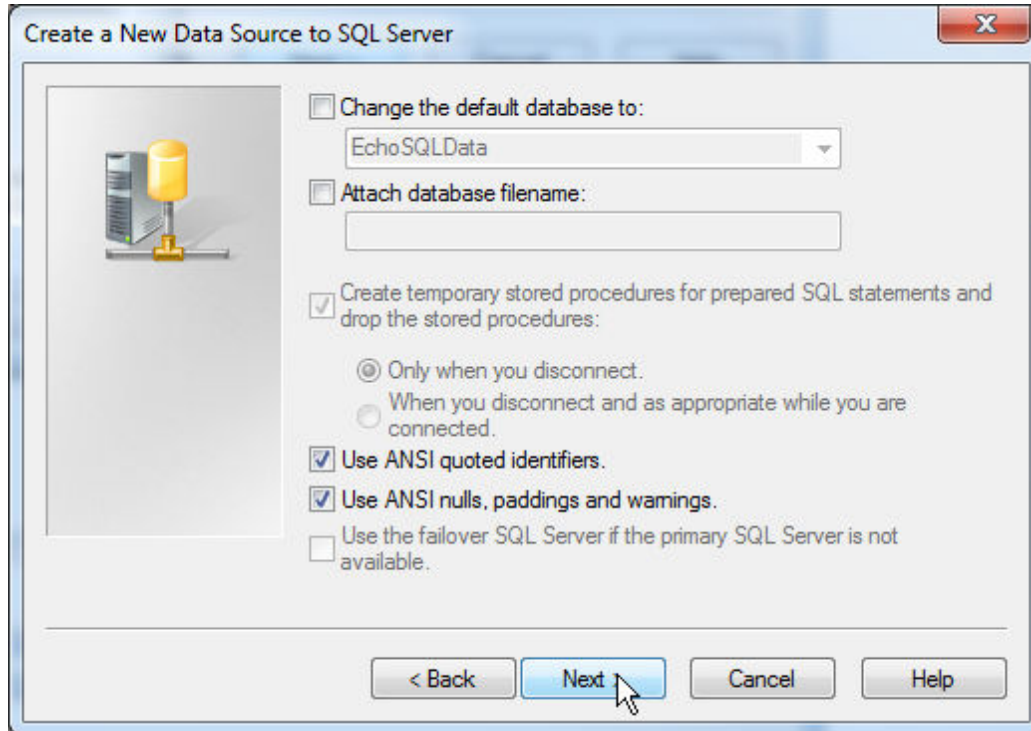 Create a New Data Source to SQL Server
Change the default database to:
EchoSQLData
Attach database filename:
Create temporary stored procedures for prepared SQL statements and
drop the stored procedures:
Only when you disconnect.
When you disconnect and as appropriate while you are
connected.
Use ANSI quoted identifiers.
Use ANSI nulls, paddings and warnings.
Use the failover SQL Server if the primary SQL Server is not
available.
< Back
Next >
Cancel
Help